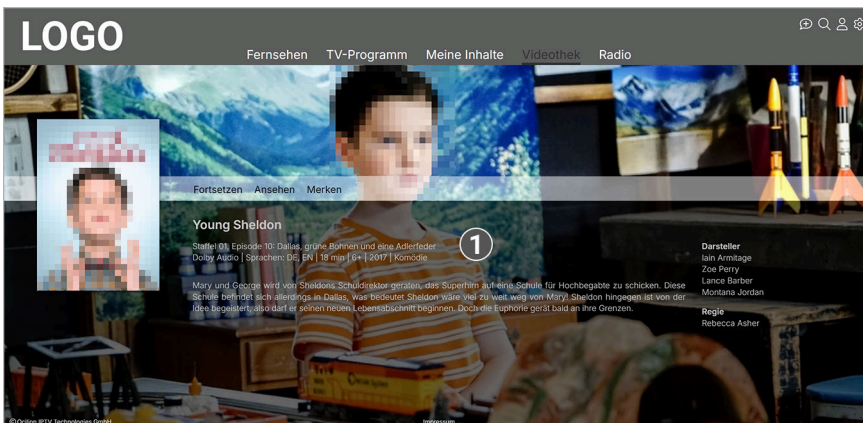 LOGO
Fernsehen TV-Programm Meine Inhalte Videothek Radio
Fortsetzen Ansehen Merken
Young Sheldon
Staffel 01, Episode 10: Dallas, grüne Bohnen und eine Adlerfeder
Dolby Audio | Sprachen: DE, EN | 18 min | 6+ | 2017 | Komödie
1
Mary und George wird von Sheldons Schuldirektor geraten, das Superhirn auf eine Schule für Hochbegabte zu schicken. Diese
Schule befindet sich allerdings in Dallas, was bedeutet Sheldon wäre viel zu weit weg von Mary! Sheldon hingegen ist von der
Idee begeistert, also darf er seinen neuen Lebensabschnitt beginnen. Doch die Euphorie gerät bald an ihre Grenzen.
Darsteller
Iain Armitage
Zoe Perry
Lance Barber
Montana Jordan
Regie
Rebecca Asher
© Ocilion IPTV Technologies GmbH
Impressum